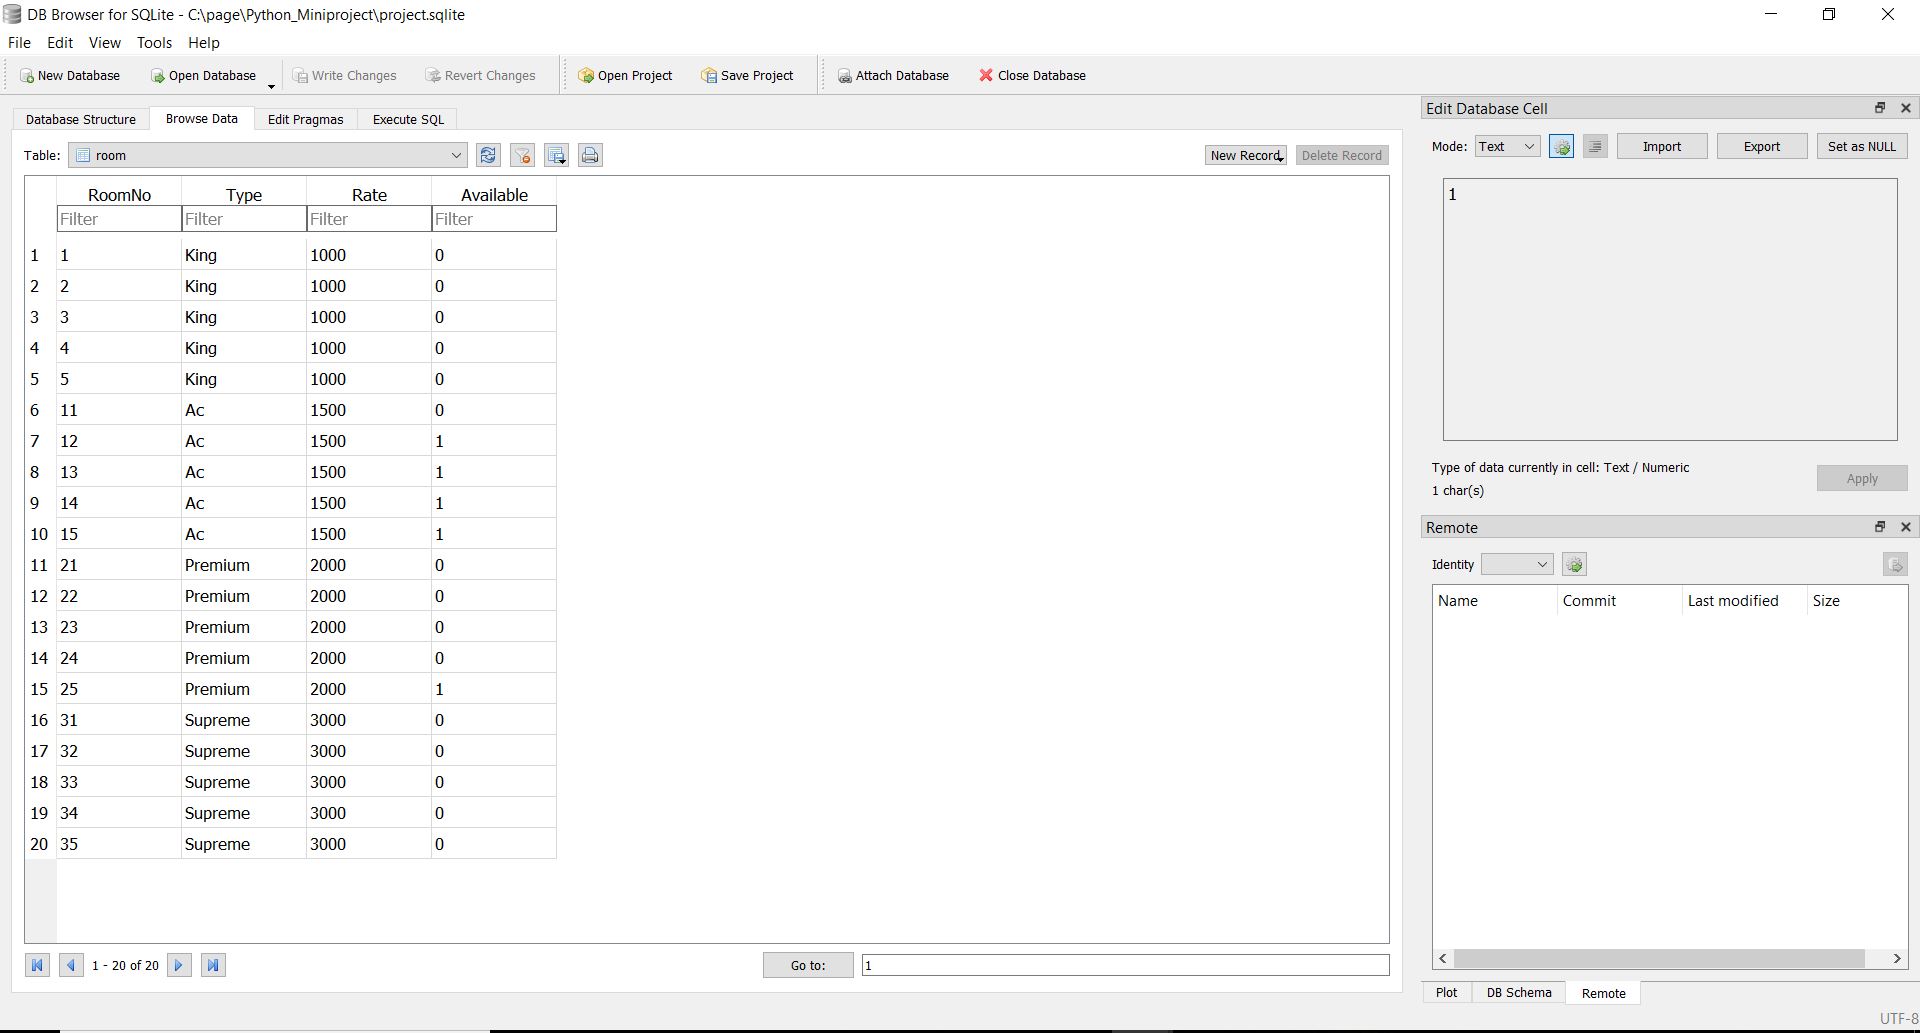 DB Browser for SQLite - C:\page\Python_Miniproject\project.sqlite
File Edit View Tools Help
New Database Open Database Write Changes Revert Changes Open Project Save Project Attach Database Close Database
Database Structure Browse Data Edit Pragmas Execute SQL
Table: room New Record Delete Record
RoomNo Type Rate Available
Filter Filter Filter Filter
1 1 King 1000 0
2 2 King 1000 0
3 3 King 1000 0
4 4 King 1000 0
5 5 King 1000 0
6 11 Ac 1500 0
7 12 Ac 1500 1
8 13 Ac 1500 1
9 14 Ac 1500 1
10 15 Ac 1500 1
11 21 Premium 2000 0
12 22 Premium 2000 0
13 23 Premium 2000 0
14 24 Premium 2000 0
15 25 Premium 2000 1
16 31 Supreme 3000 0
17 32 Supreme 3000 0
18 33 Supreme 3000 0
19 34 Supreme 3000 0
20 35 Supreme 3000 0
1 - 20 of 20 Go to: 1
Edit Database Cell
Mode: Text Import Export Set as NULL
1
Type of data currently in cell: Text / Numeric
1 char(s)
Apply
Remote
Identity
Name Commit Last modified Size
Plot DB Schema Remote
UTF-8